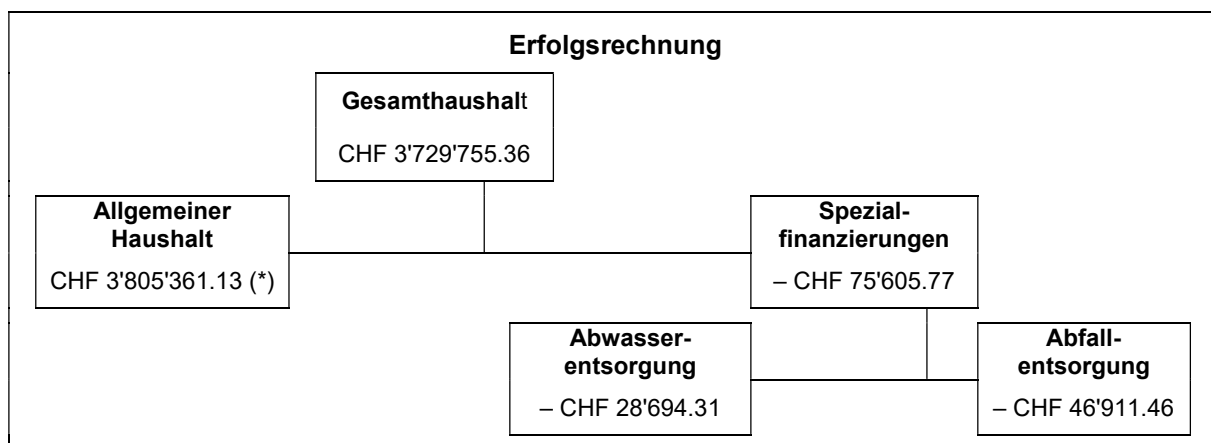 Erfolgsrechnung
Gesamthaushalt
CHF 3'729'755.36
Allgemeiner
Haushalt
CHF 3'805'361.13 (*)
Spezial-
finanzierungen
– CHF 75'605.77
Abwasser-
entsorgung
– CHF 28'694.31
Abfall-
entsorgung
– CHF 46'911.46